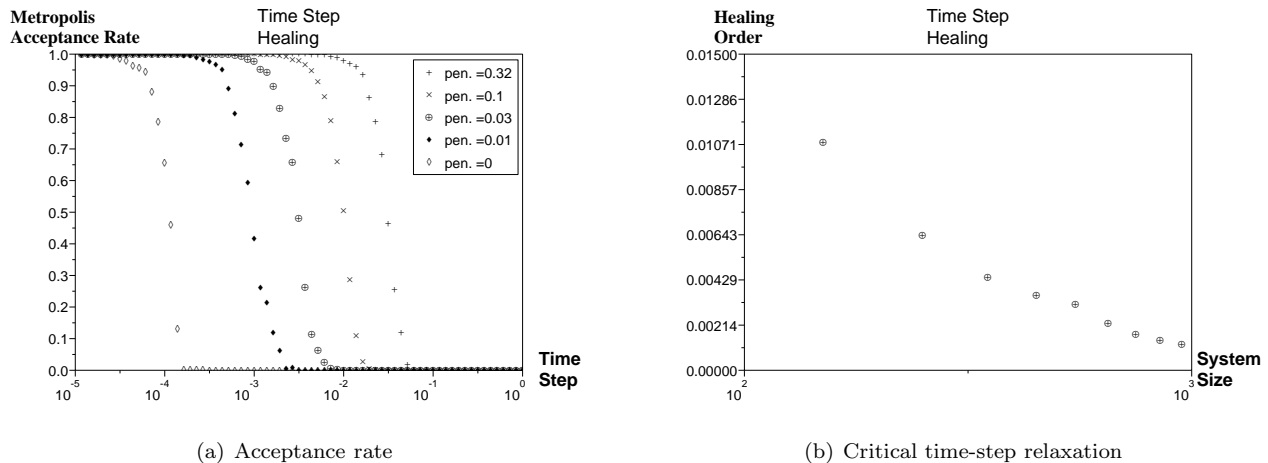 Metropolis
Acceptance Rate
Time Step
Healing
1.0
0.9
0.8
0.7
0.6
0.5
0.4
0.3
0.2
0.1
0.0
pen. =0.32
pen. =0.1
pen. =0.03
pen. =0.01
pen. =0
10^-5
10^-4
10^-3
10^-2
10^-1
10^0
Time
Step
(a) Acceptance rate
Healing
Order
Time Step
Healing
0.01500
0.01286
0.01071
0.00857
0.00643
0.00429
0.00214
0.00000
10^2
10^3
System
Size
(b) Critical time-step relaxation